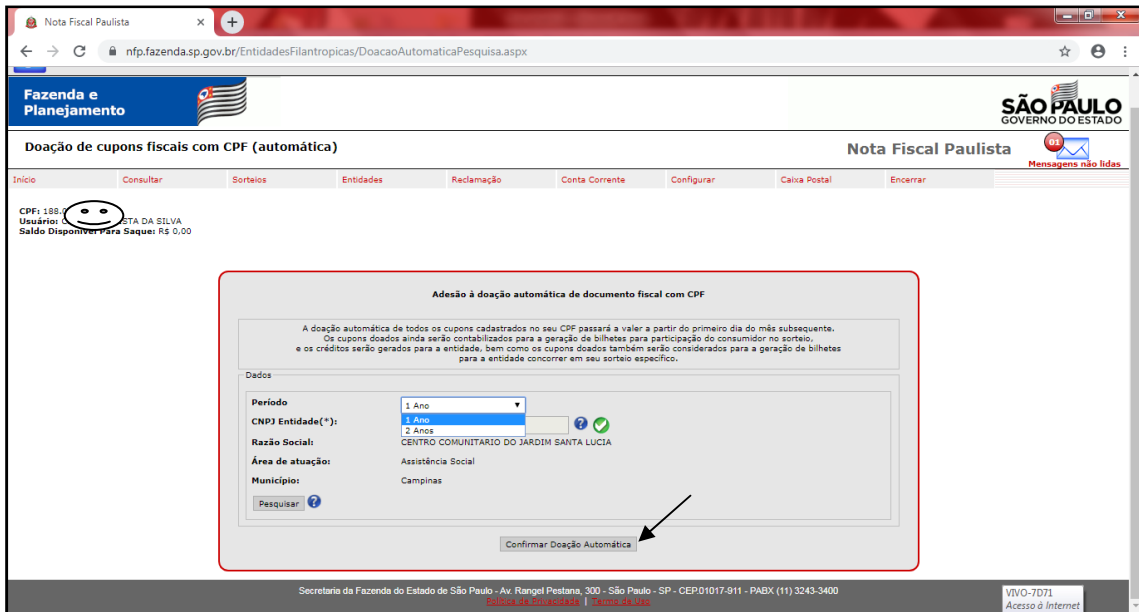 Nota Fiscal Paulista
nfp.fazenda.sp.gov.br/EntidadesFilantropicas/DoacaoAutomaticaPesquisa.aspx
Fazenda e
Planejamento
SÃO PAULO
GOVERNO DO ESTADO
Doação de cupons fiscais com CPF (automática)
Nota Fiscal Paulista
01
Mensagens não lidas
Início Consultar Sorteios Entidades Reclamação Conta Corrente Configurar Caixa Postal Encerrar
CPF: 188.
Usuário: STA DA SILVA
Saldo Disponível Para Saque: R$ 0,00
Adesão à doação automática de documento fiscal com CPF
A doação automática de todos os cupons cadastrados no seu CPF passará a valer a partir do primeiro dia do mês subsequente.
Os cupons doados ainda serão contabilizados para a geração de bilhetes para participação do consumidor no sorteio,
e os créditos serão gerados para a entidade, bem como os cupons doados também serão considerados para a geração de bilhetes
para a entidade concorrer em seu sorteio específico.
Dados
Período 1 Ano
1 Ano
CNPJ Entidade(*):
2 Anos
Razão Social: CENTRO COMUNITARIO DO JARDIM SANTA LUCIA
Área de atuação: Assistência Social
Município: Campinas
Pesquisar
Confirmar Doação Automática
Secretaria da Fazenda do Estado de São Paulo - Av. Rangel Pestana, 300 - São Paulo - SP - CEP.01017-911 - PABX (11) 3243-3400
Política de Privacidade | Termo de Uso
VIVO-7D71
Acesso à Internet